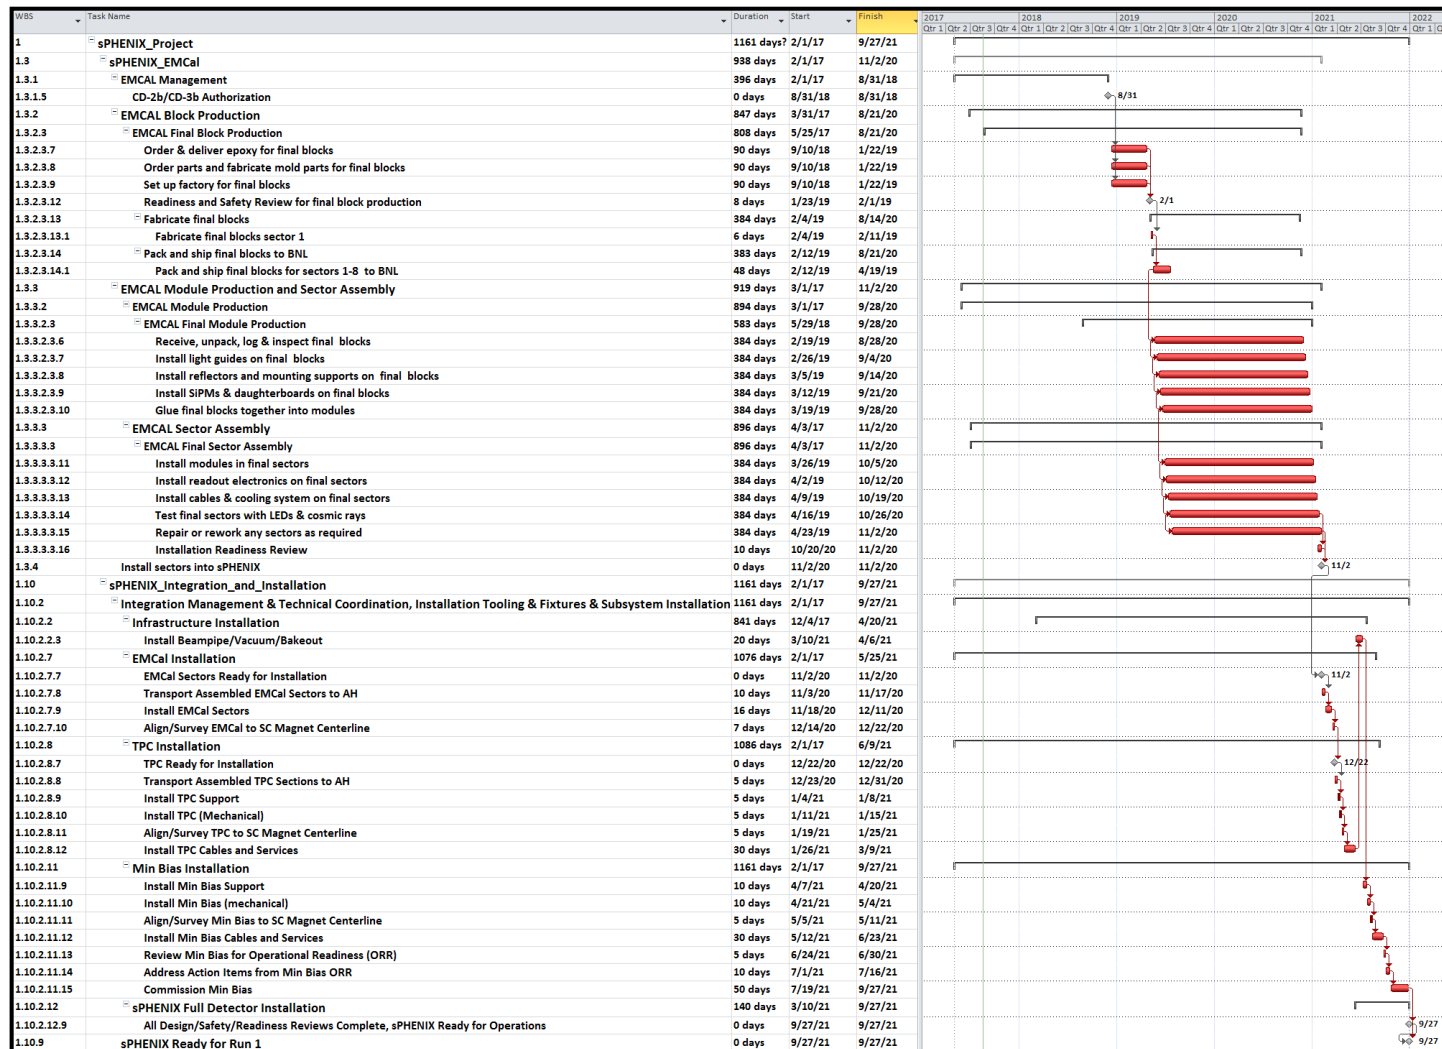 WBS Task Name Duration Start Finish 2017 2018 2019 2020 2021 2022
Qtr 1 Qtr 2 Qtr 3 Qtr 4 Qtr 1 Qtr 2 Qtr 3 Qtr 4 Qtr 1 Qtr 2 Qtr 3 Qtr 4 Qtr 1 Qtr 2 Qtr 3 Qtr 4 Qtr 1 Qtr 2 Qtr 3 Qtr 4 Qtr 1
1 sPHENIX_Project 1161 days? 2/1/17 9/27/21
1.3 sPHENIX_EMCal 938 days 2/1/17 11/2/20
1.3.1 EMCAL Management 396 days 2/1/17 8/31/18
1.3.1.5 CD-2b/CD-3b Authorization 0 days 8/31/18 8/31/18 8/31
1.3.2 EMCAL Block Production 847 days 3/31/17 8/21/20
1.3.2.3 EMCAL Final Block Production 808 days 5/25/17 8/21/20
1.3.2.3.7 Order & deliver epoxy for final blocks 90 days 9/10/18 1/22/19
1.3.2.3.8 Order parts and fabricate mold parts for final blocks 90 days 9/10/18 1/22/19
1.3.2.3.9 Set up factory for final blocks 90 days 9/10/18 1/22/19
1.3.2.3.12 Readiness and Safety Review for final block production 8 days 1/23/19 2/1/19 2/1
1.3.2.3.13 Fabricate final blocks 384 days 2/4/19 8/14/20
1.3.2.3.13.1 Fabricate final blocks sector 1 6 days 2/4/19 2/11/19
1.3.2.3.14 Pack and ship final blocks to BNL 383 days 2/12/19 8/21/20
1.3.2.3.14.1 Pack and ship final blocks for sectors 1-8 to BNL 48 days 2/12/19 4/19/19
1.3.3 EMCAL Module Production and Sector Assembly 919 days 3/1/17 11/2/20
1.3.3.2 EMCAL Module Production 894 days 3/1/17 9/28/20
1.3.3.2.3 EMCAL Final Module Production 583 days 5/29/18 9/28/20
1.3.3.2.3.6 Receive, unpack, log & inspect final blocks 384 days 2/19/19 8/28/20
1.3.3.2.3.7 Install light guides on final blocks 384 days 2/26/19 9/4/20
1.3.3.2.3.8 Install reflectors and mounting supports on final blocks 384 days 3/5/19 9/14/20
1.3.3.2.3.9 Install SiPMs & daughterboards on final blocks 384 days 3/12/19 9/21/20
1.3.3.2.3.10 Glue final blocks together into modules 384 days 3/19/19 9/28/20
1.3.3.3 EMCAL Sector Assembly 896 days 4/3/17 11/2/20
1.3.3.3.3 EMCAL Final Sector Assembly 896 days 4/3/17 11/2/20
1.3.3.3.3.11 Install modules in final sectors 384 days 3/26/19 10/5/20
1.3.3.3.3.12 Install readout electronics on final sectors 384 days 4/2/19 10/12/20
1.3.3.3.3.13 Install cables & cooling system on final sectors 384 days 4/9/19 10/19/20
1.3.3.3.3.14 Test final sectors with LEDs & cosmic rays 384 days 4/16/19 10/26/20
1.3.3.3.3.15 Repair or rework any sectors as required 384 days 4/23/19 11/2/20
1.3.3.3.3.16 Installation Readiness Review 10 days 10/20/20 11/2/20
1.3.4 Install sectors into sPHENIX 0 days 11/2/20 11/2/20 11/2
1.10 sPHENIX_Integration_and_Installation 1161 days 2/1/17 9/27/21
1.10.2 Integration Management & Technical Coordination, Installation Tooling & Fixtures & Subsystem Installation 1161 days 2/1/17 9/27/21
1.10.2.2 Infrastructure Installation 841 days 12/4/17 4/20/21
1.10.2.2.3 Install Beampipe/Vacuum/Bakeout 20 days 3/10/21 4/6/21
1.10.2.7 EMCal Installation 1076 days 2/1/17 5/25/21
1.10.2.7.7 EMCal Sectors Ready for Installation 0 days 11/2/20 11/2/20 11/2
1.10.2.7.8 Transport Assembled EMCal Sectors to AH 10 days 11/3/20 11/17/20
1.10.2.7.9 Install EMCal Sectors 16 days 11/18/20 12/11/20
1.10.2.7.10 Align/Survey EMCal to SC Magnet Centerline 7 days 12/14/20 12/22/20
1.10.2.8 TPC Installation 1086 days 2/1/17 6/9/21
1.10.2.8.7 TPC Ready for Installation 0 days 12/22/20 12/22/20 12/22
1.10.2.8.8 Transport Assembled TPC Sections to AH 5 days 12/23/20 12/31/20
1.10.2.8.9 Install TPC Support 5 days 1/4/21 1/8/21
1.10.2.8.10 Install TPC (Mechanical) 5 days 1/11/21 1/15/21
1.10.2.8.11 Align/Survey TPC to SC Magnet Centerline 5 days 1/19/21 1/25/21
1.10.2.8.12 Install TPC Cables and Services 30 days 1/26/21 3/9/21
1.10.2.11 Min Bias Installation 1161 days 2/1/17 9/27/21
1.10.2.11.9 Install Min Bias Support 10 days 4/7/21 4/20/21
1.10.2.11.10 Install Min Bias (mechanical) 10 days 4/21/21 5/4/21
1.10.2.11.11 Align/Survey Min Bias to SC Magnet Centerline 5 days 5/5/21 5/11/21
1.10.2.11.12 Install Min Bias Cables and Services 30 days 5/12/21 6/23/21
1.10.2.11.13 Review Min Bias for Operational Readiness (ORR) 5 days 6/24/21 6/30/21
1.10.2.11.14 Address Action Items from Min Bias ORR 10 days 7/1/21 7/16/21
1.10.2.11.15 Commission Min Bias 50 days 7/19/21 9/27/21
1.10.2.12 sPHENIX Full Detector Installation 140 days 3/10/21 9/27/21
1.10.2.12.9 All Design/Safety/Readiness Reviews Complete, sPHENIX Ready for Operations 0 days 9/27/21 9/27/21 9/27
1.10.9 sPHENIX Ready for Run 1 0 days 9/27/21 9/27/21 9/27